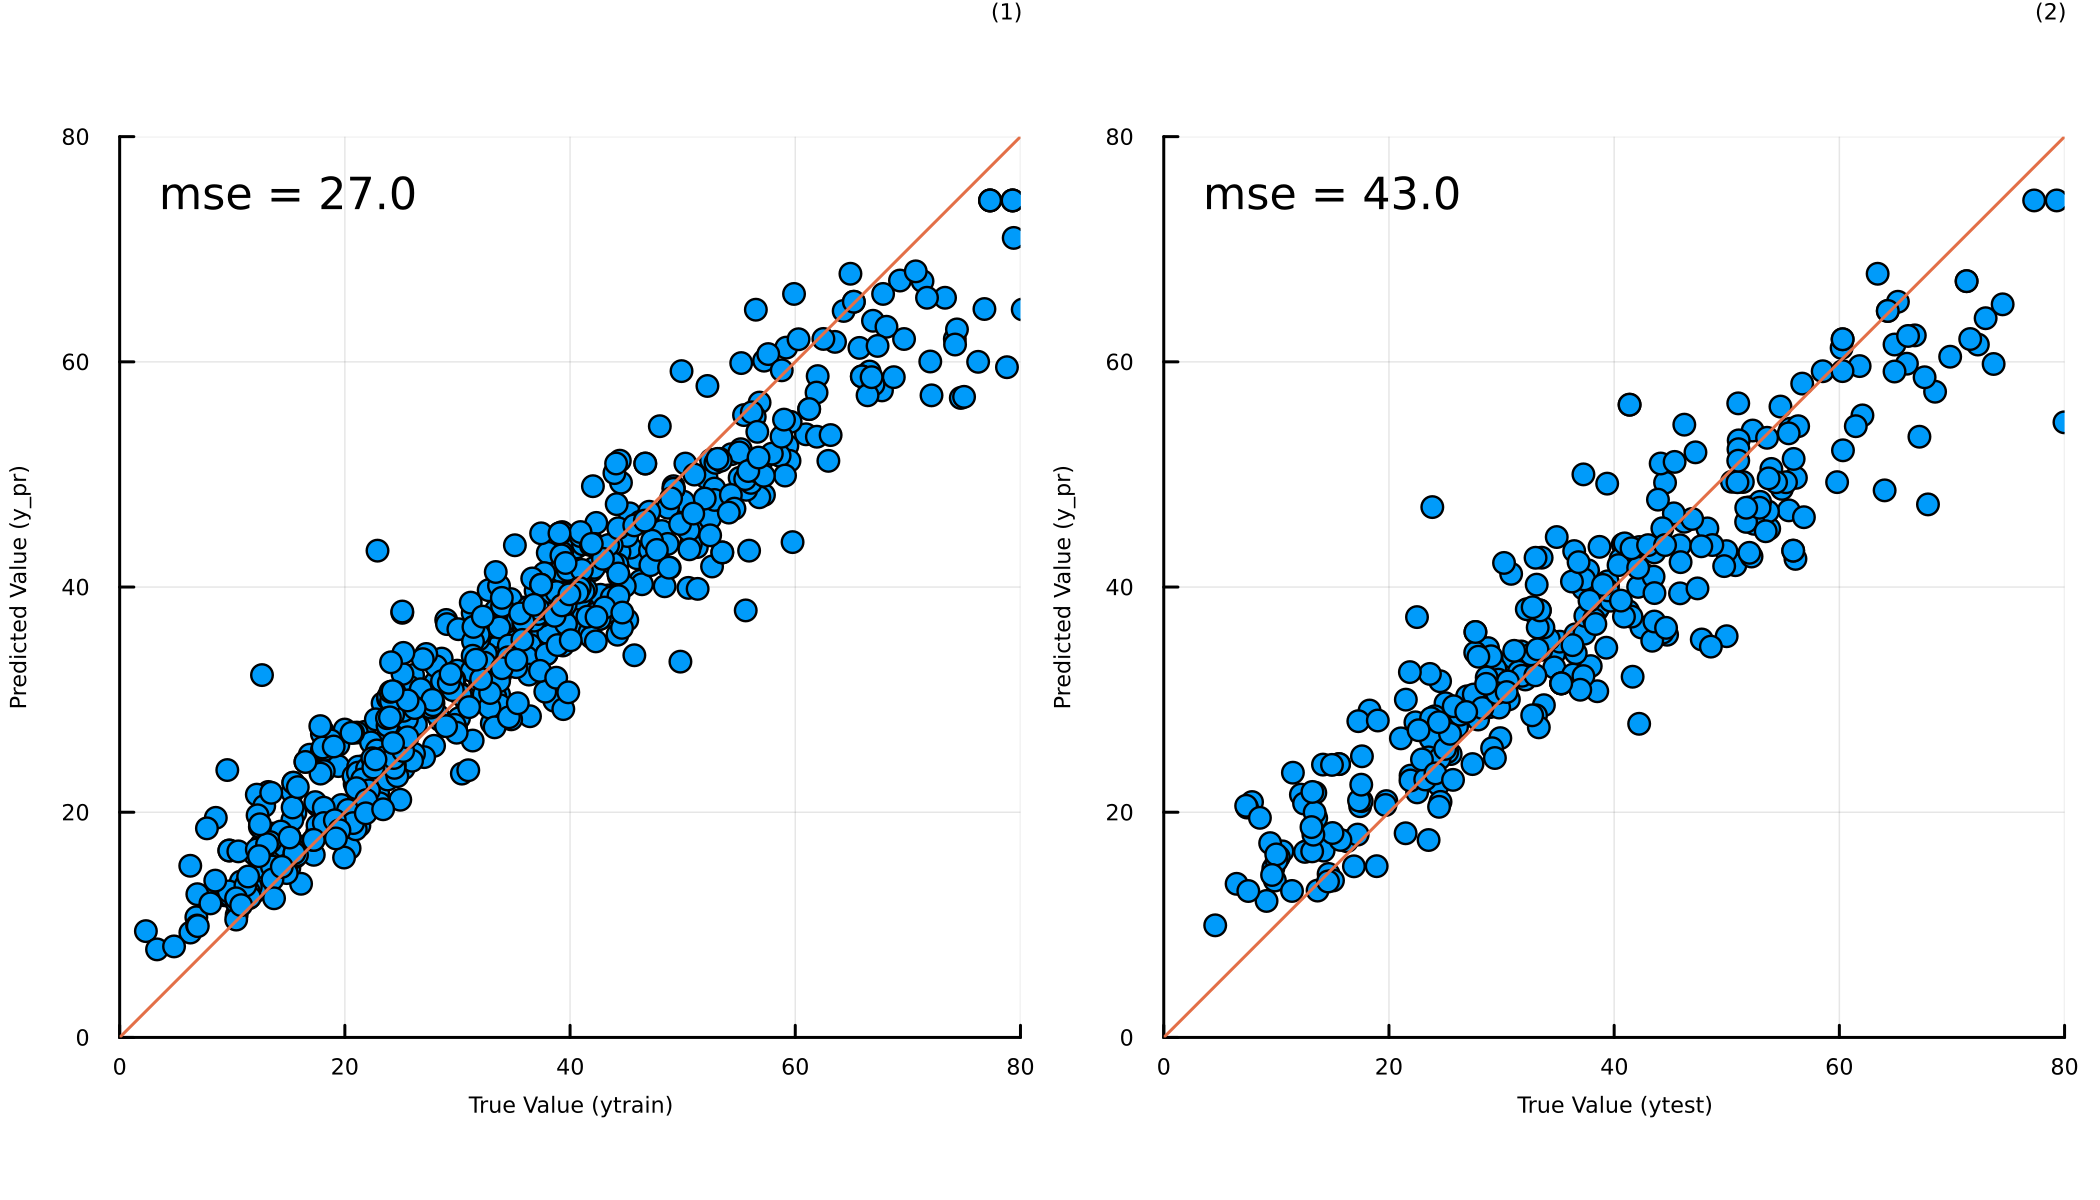 (1)
mse = 27.0
80
60
40
20
0
0 20 40 60 80
Predicted Value (y_pr)
True Value (ytrain)
(2)
mse = 43.0
80
60
40
20
0
0 20 40 60 80
Predicted Value (y_pr)
True Value (ytest)